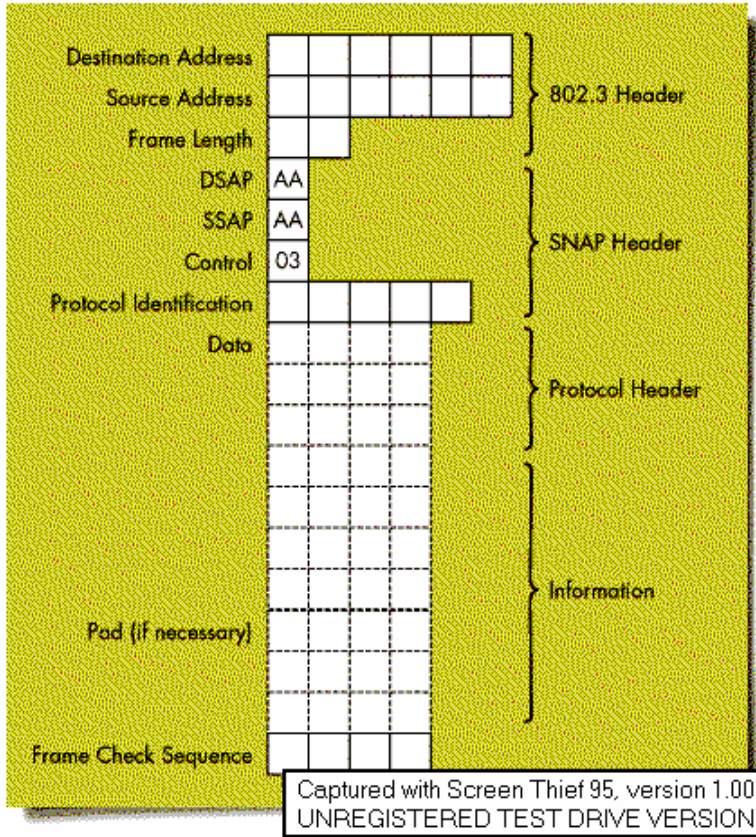 Destination Address
Source Address
802.3 Header
Frame Length
DSAP AA
SSAP AA
SNAP Header
Control 03
Protocol Identification
Data
Protocol Header
Information
Pad (if necessary)
Frame Check Sequence
Captured with Screen Thief 95, version 1.00
UNREGISTERED TEST DRIVE VERSION